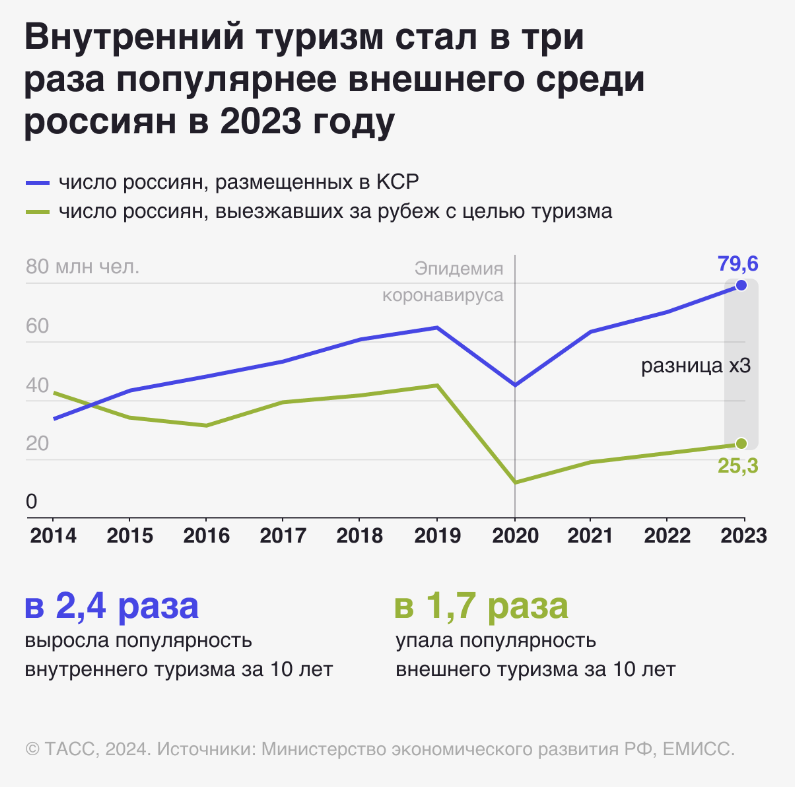 Внутренний туризм стал в три
раза популярнее внешнего среди
россиян в 2023 году
число россиян, размещенных в КСР
число россиян, выезжавших за рубеж с целью туризма
80 млн чел.
Эпидемия
коронавируса
79,6
60
разница х3
40
20
25,3
0
2014 2015 2016 2017 2018 2019 2020 2021 2022 2023
в 2,4 раза
выросла популярность
внутреннего туризма за 10 лет
в 1,7 раза
упала популярность
внешнего туризма за 10 лет
© ТАСС, 2024. Источники: Министерство экономического развития РФ, ЕМИСС.